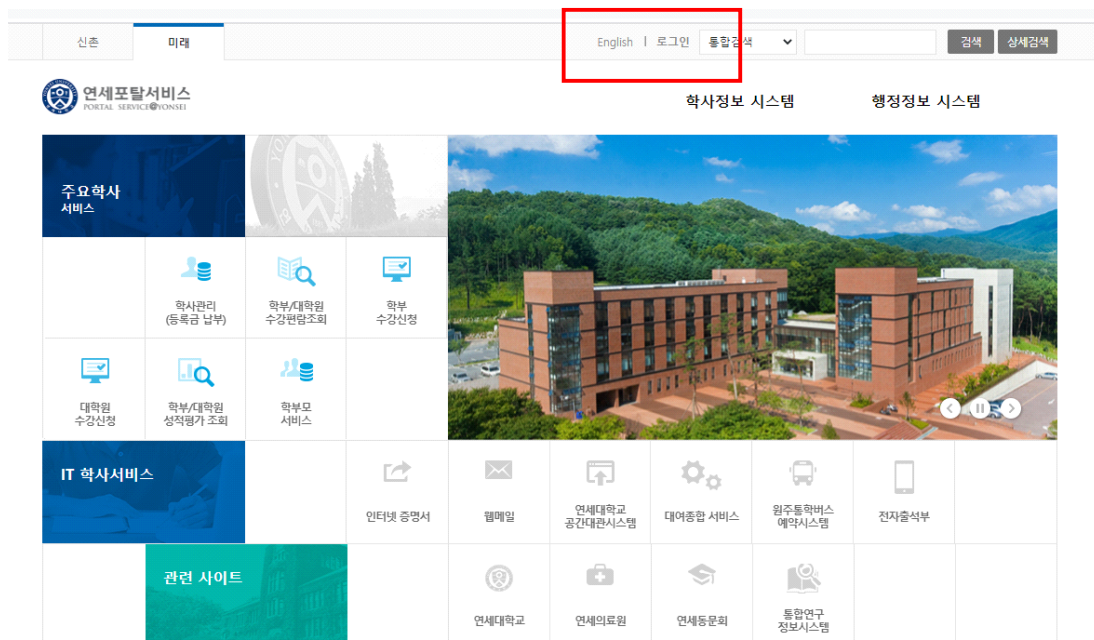 신촌
미래
English
로그인
통합검색
검색
상세검색
연세포탈서비스
PORTAL SERVICE@YONSEI
학사정보 시스템
행정정보 시스템
주요학사
서비스
학사관리
(등록금 납부)
학부/대학원
수강편람조회
학부
수강신청
대학원
수강신청
학부/대학원
성적평가 조회
학부모
서비스
IT 학사서비스
인터넷 증명서
웹메일
연세대학교
공간대관시스템
대여종합 서비스
원주통학버스
예약시스템
전자출석부
관련 사이트
연세대학교
연세의료원
연세동문회
통합연구
정보시스템